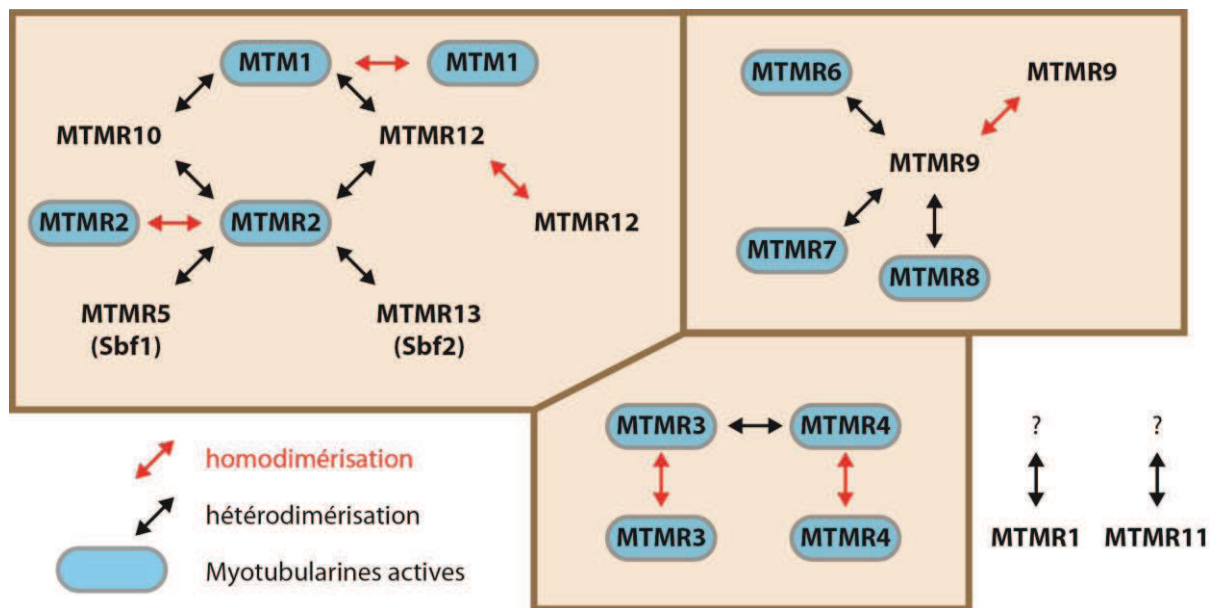 MTM1
MTM1
MTMR10
MTMR12
MTMR2
MTMR2
MTMR12
MTMR5
(Sbf1)
MTMR13
(Sbf2)
MTMR6
MTMR9
MTMR9
MTMR7
MTMR8
MTMR3
MTMR4
MTMR3
MTMR4
?
?
MTMR1
MTMR11
homodimérisation
hétérodimérisation
Myotubularines actives